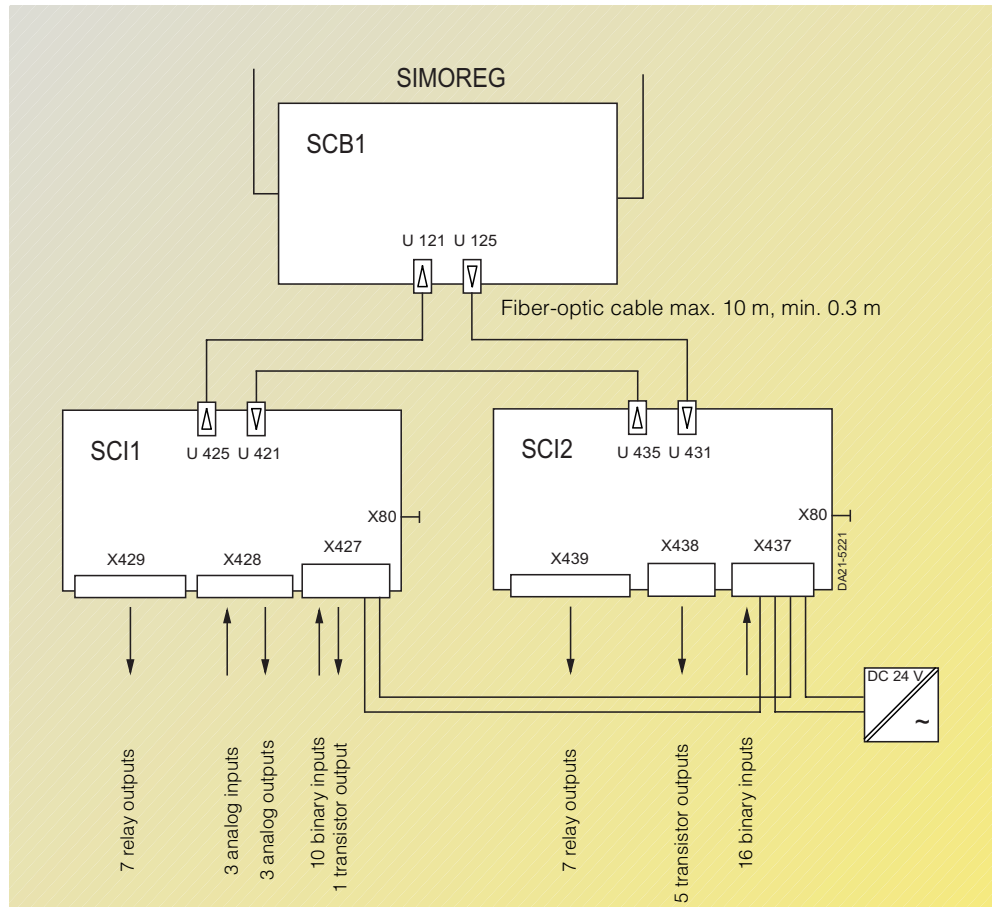 SIMOREG
SCB1
U 121 U 125
Fiber-optic cable max. 10 m, min. 0.3 m
SCI1
U 425 U 421
X80
X429
X428
X427
SCI2
U 435 U 431
X80
X439
X438
X437
DA21-5221
DC 24 V
~
7 relay outputs
3 analog inputs
3 analog outputs
10 binary inputs
1 transistor output
7 relay outputs
5 transistor outputs
16 binary inputs